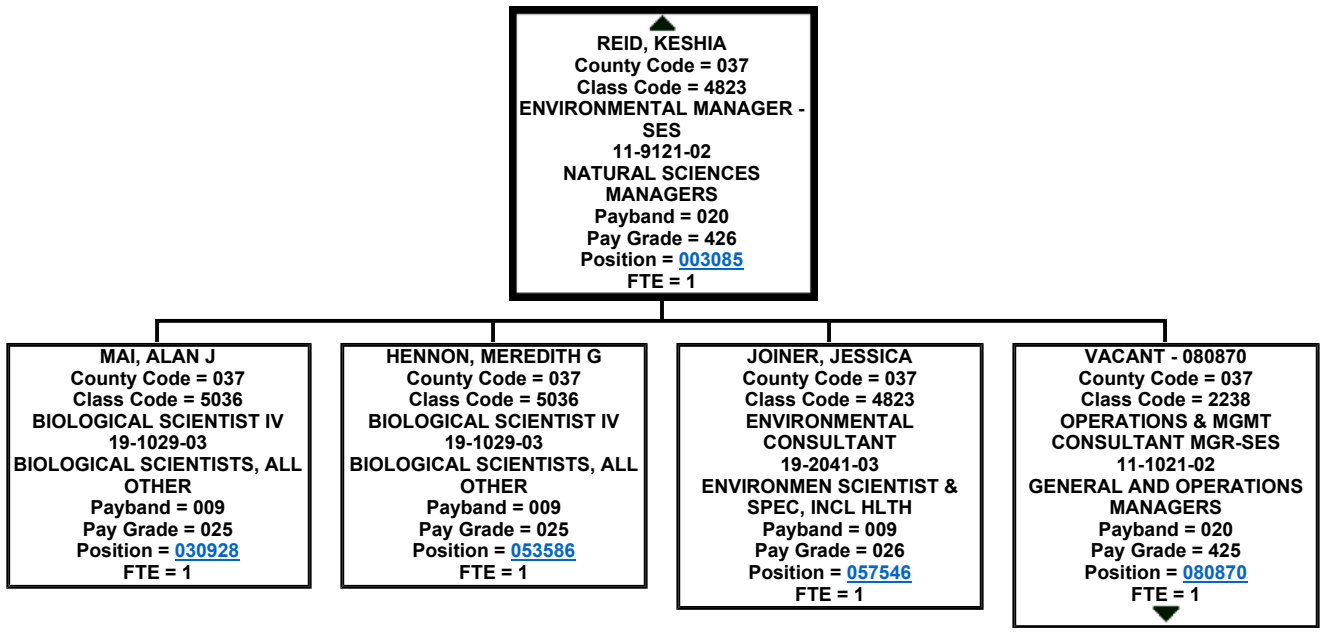 REID, KESHIA
County Code = 037
Class Code = 4823
ENVIRONMENTAL MANAGER -
SES
11-9121-02
NATURAL SCIENCES
MANAGERS
Payband = 020
Pay Grade = 426
Position = 003085
FTE = 1
MAI, ALAN J
County Code = 037
Class Code = 5036
BIOLOGICAL SCIENTIST IV
19-1029-03
BIOLOGICAL SCIENTISTS, ALL
OTHER
Payband = 009
Pay Grade = 025
Position = 030928
FTE = 1
HENNON, MEREDITH G
County Code = 037
Class Code = 5036
BIOLOGICAL SCIENTIST IV
19-1029-03
BIOLOGICAL SCIENTISTS, ALL
OTHER
Payband = 009
Pay Grade = 025
Position = 053586
FTE = 1
JOINER, JESSICA
County Code = 037
Class Code = 4823
ENVIRONMENTAL
CONSULTANT
19-2041-03
ENVIRONMEN SCIENTIST &
SPEC, INCL HLTH
Payband = 009
Pay Grade = 026
Position = 057546
FTE = 1
VACANT - 080870
County Code = 037
Class Code = 2238
OPERATIONS & MGMT
CONSULTANT MGR-SES
11-1021-02
GENERAL AND OPERATIONS
MANAGERS
Payband = 020
Pay Grade = 425
Position = 080870
FTE = 1